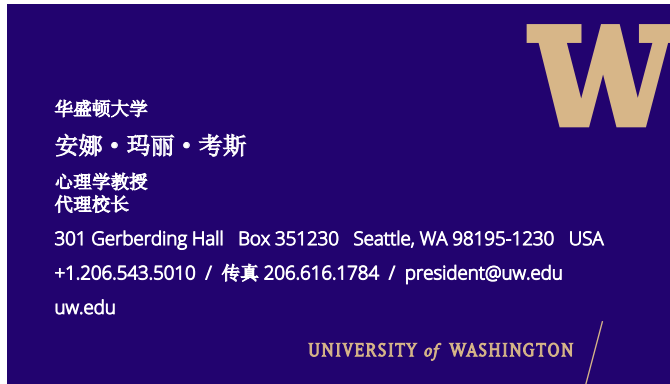 W
华盛顿大学
安娜•玛丽•考斯
心理学教授
代理校长
301 Gerberding Hall Box 351230 Seattle, WA 98195-1230 USA
+1.206.543.5010 / 传真 206.616.1784 / president@uw.edu
uw.edu
UNIVERSITY of WASHINGTON